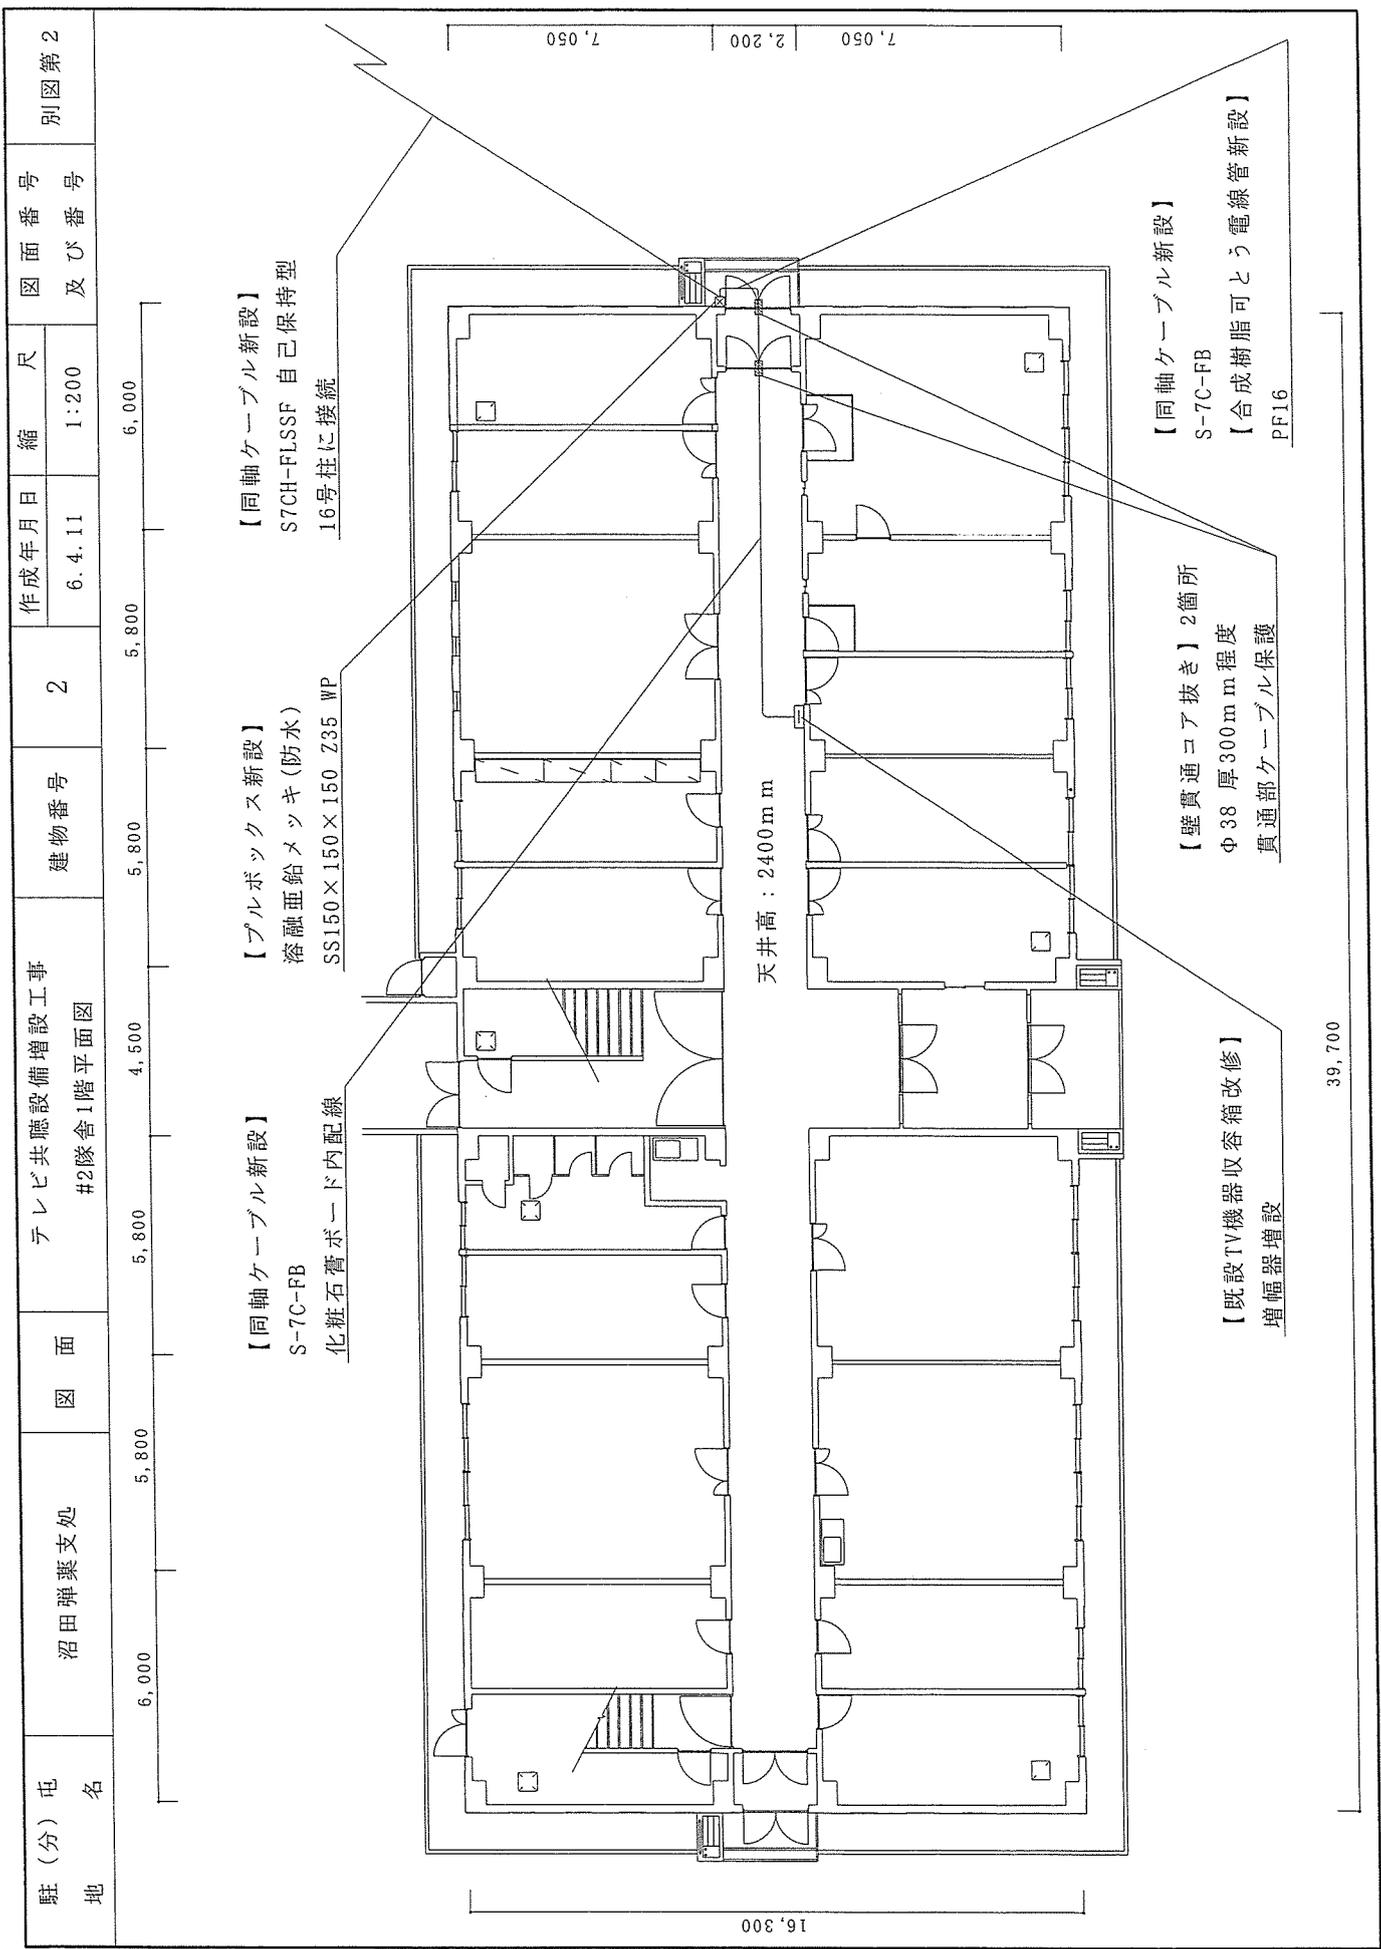 駐(分)屯地名
沼田弾薬支処
図面
テレビ共聴設備増設工事
#2隊舎1階平面図
建物番号
2
作成年月日
6.4.11
縮尺
1:200
図面番号及び番号
別図第2
6,000
5,800
5,800
4,500
5,800
5,800
6,000
【同軸ケーブル新設】
S-7C-FB
化粧石膏ボード内配線
【プルボックス新設】
溶融亜鉛メッキ(防水)
SS150×150×150 Z35 WP
【同軸ケーブル新設】
S7CH-FLSSF 自己保持型
16号柱に接続
16,300
天井高:2400mm
7,050
2,200
7,050
【既設TV機器収容箱改修】
増幅器増設
【壁貫通コア抜き】2箇所
Φ38 厚300mm程度
貫通部ケーブル保護
【同軸ケーブル新設】
S-7C-FB
【合成樹脂可とう電線管新設】
PF16
39,700